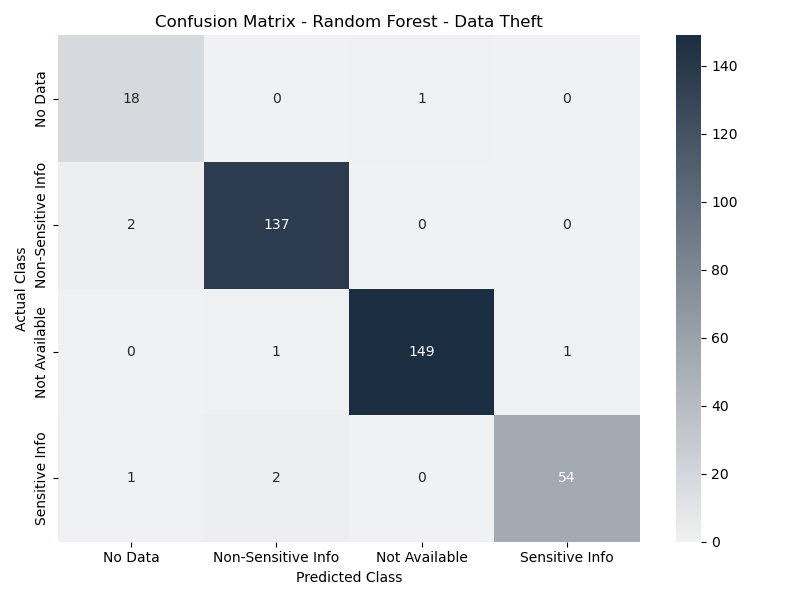 Confusion Matrix - Random Forest - Data Theft
Actual Class
No Data
18 0 1 0
Non-Sensitive Info
2 137 0 0
Not Available
0 1 149 1
Sensitive Info
1 2 0 54
No Data Non-Sensitive Info Not Available Sensitive Info
Predicted Class
140
120
100
80
60
40
20
0